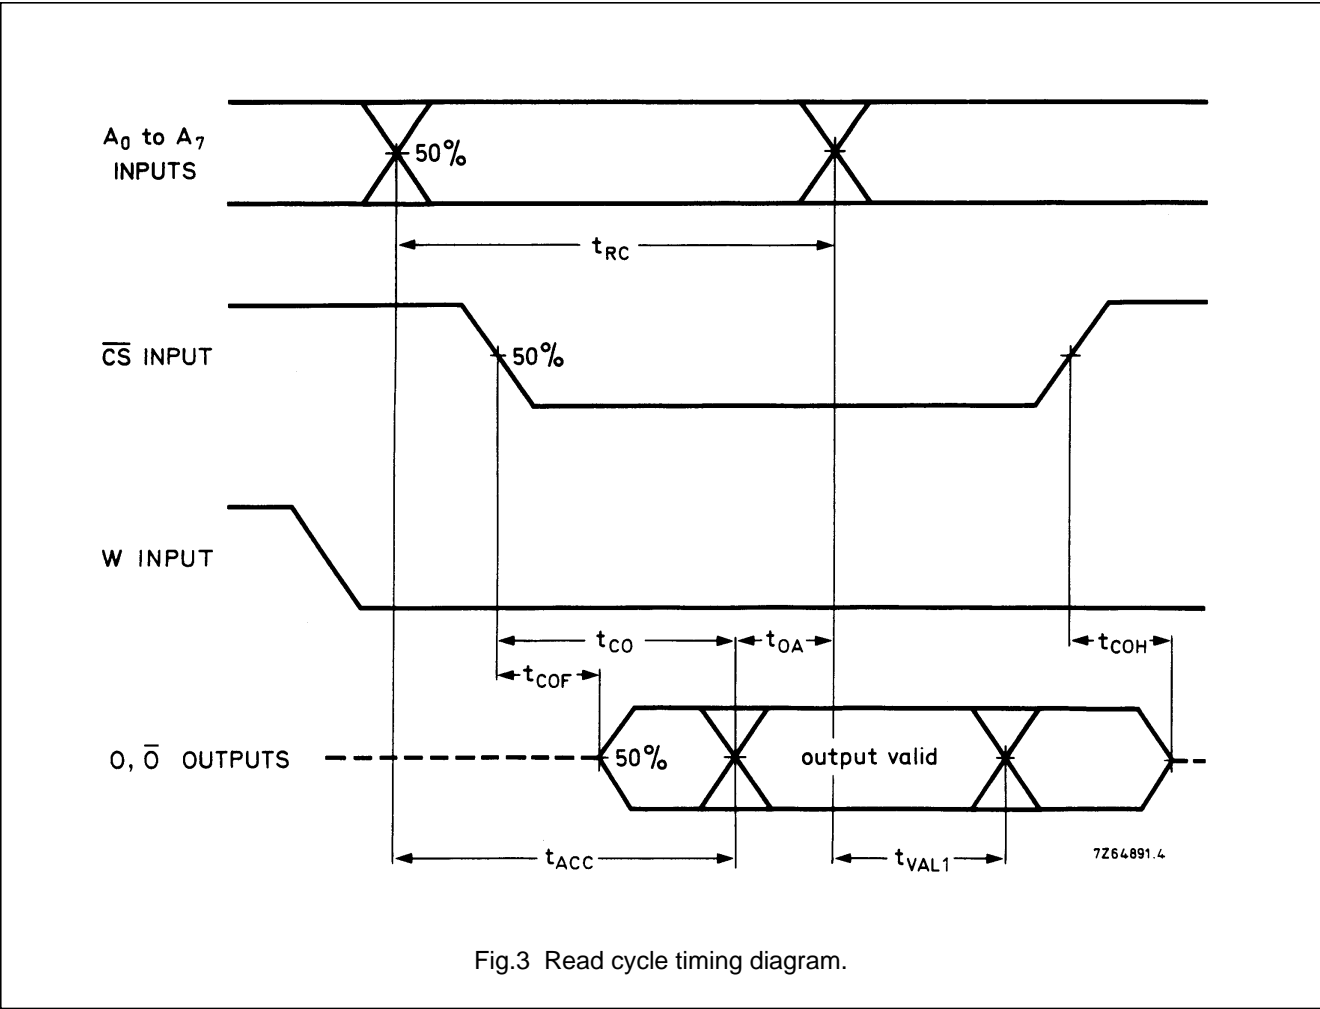 A₀ to A₇
INPUTS
50%
tRC
C̅S̅ INPUT
50%
W INPUT
tCO
tOA
tCOH
tCOF
O, O̅ OUTPUTS
50%
output valid
tACC
tVAL1
7Z64891.4
Fig.3 Read cycle timing diagram.